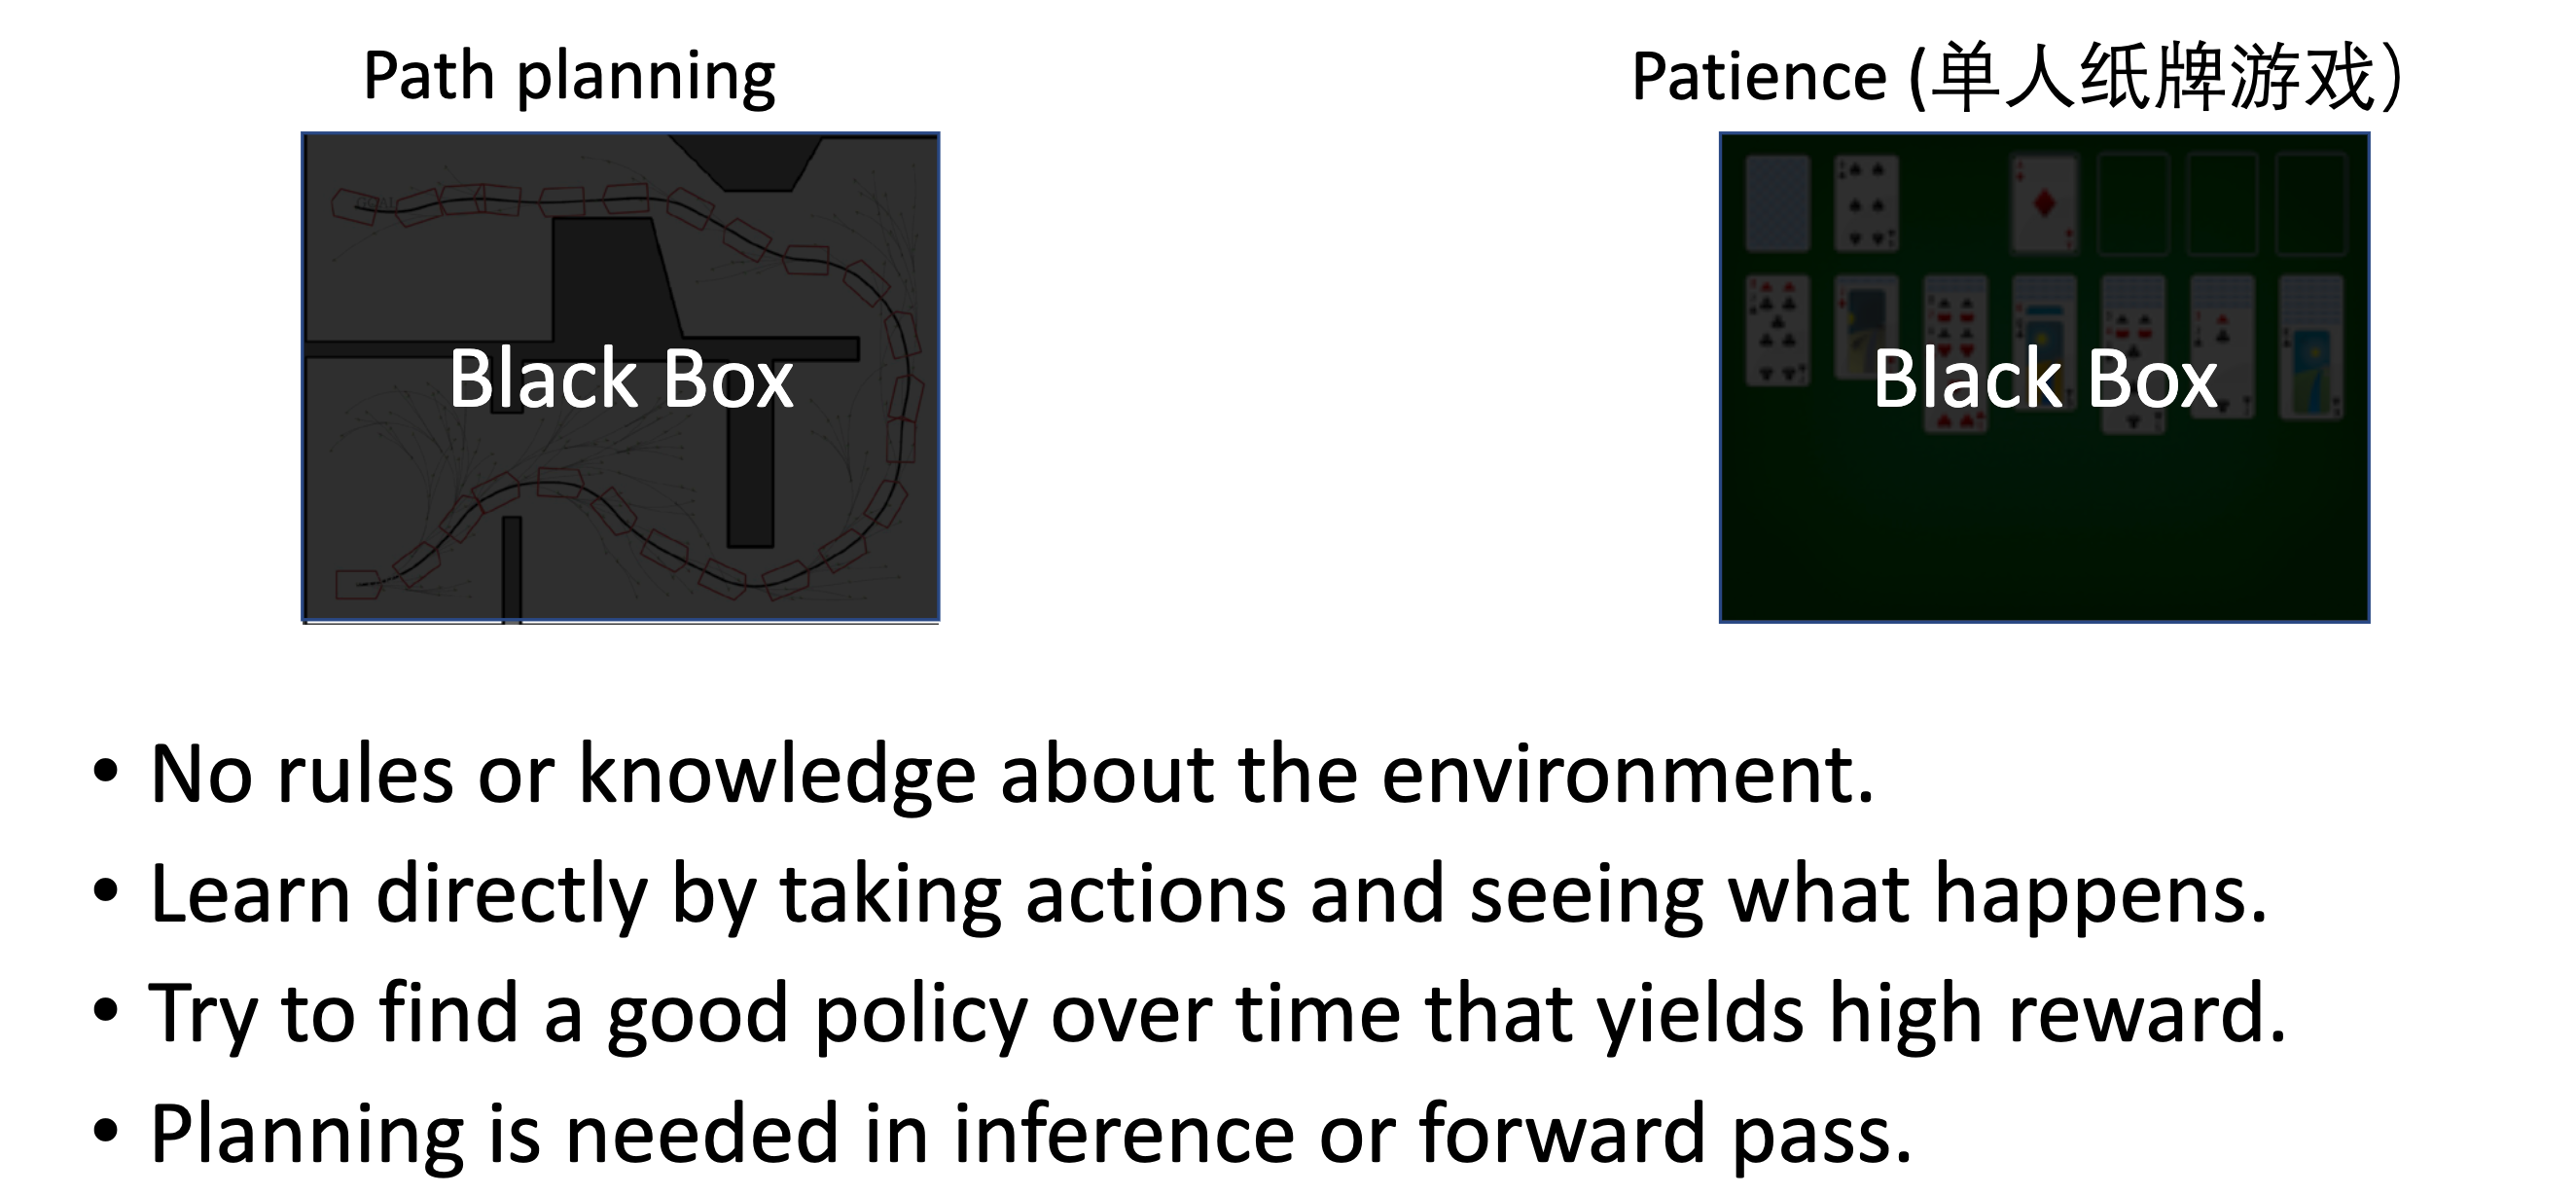 Path planning
Patience (单人纸牌游戏）
GOAL
Black Box
Black Box
• No rules or knowledge about the environment.
• Learn directly by taking actions and seeing what happens.
• Try to find a good policy over time that yields high reward.
• Planning is needed in inference or forward pass.